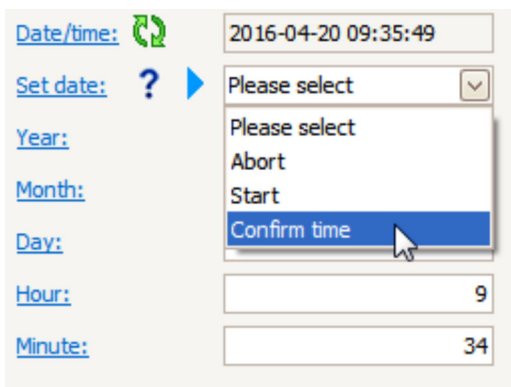 Date/time: 2016-04-20 09:35:49
Set date: ? Please select
Please select
Year:
Abort
Month:
Start
Confirm time
Day:
Hour: 9
Minute: 34